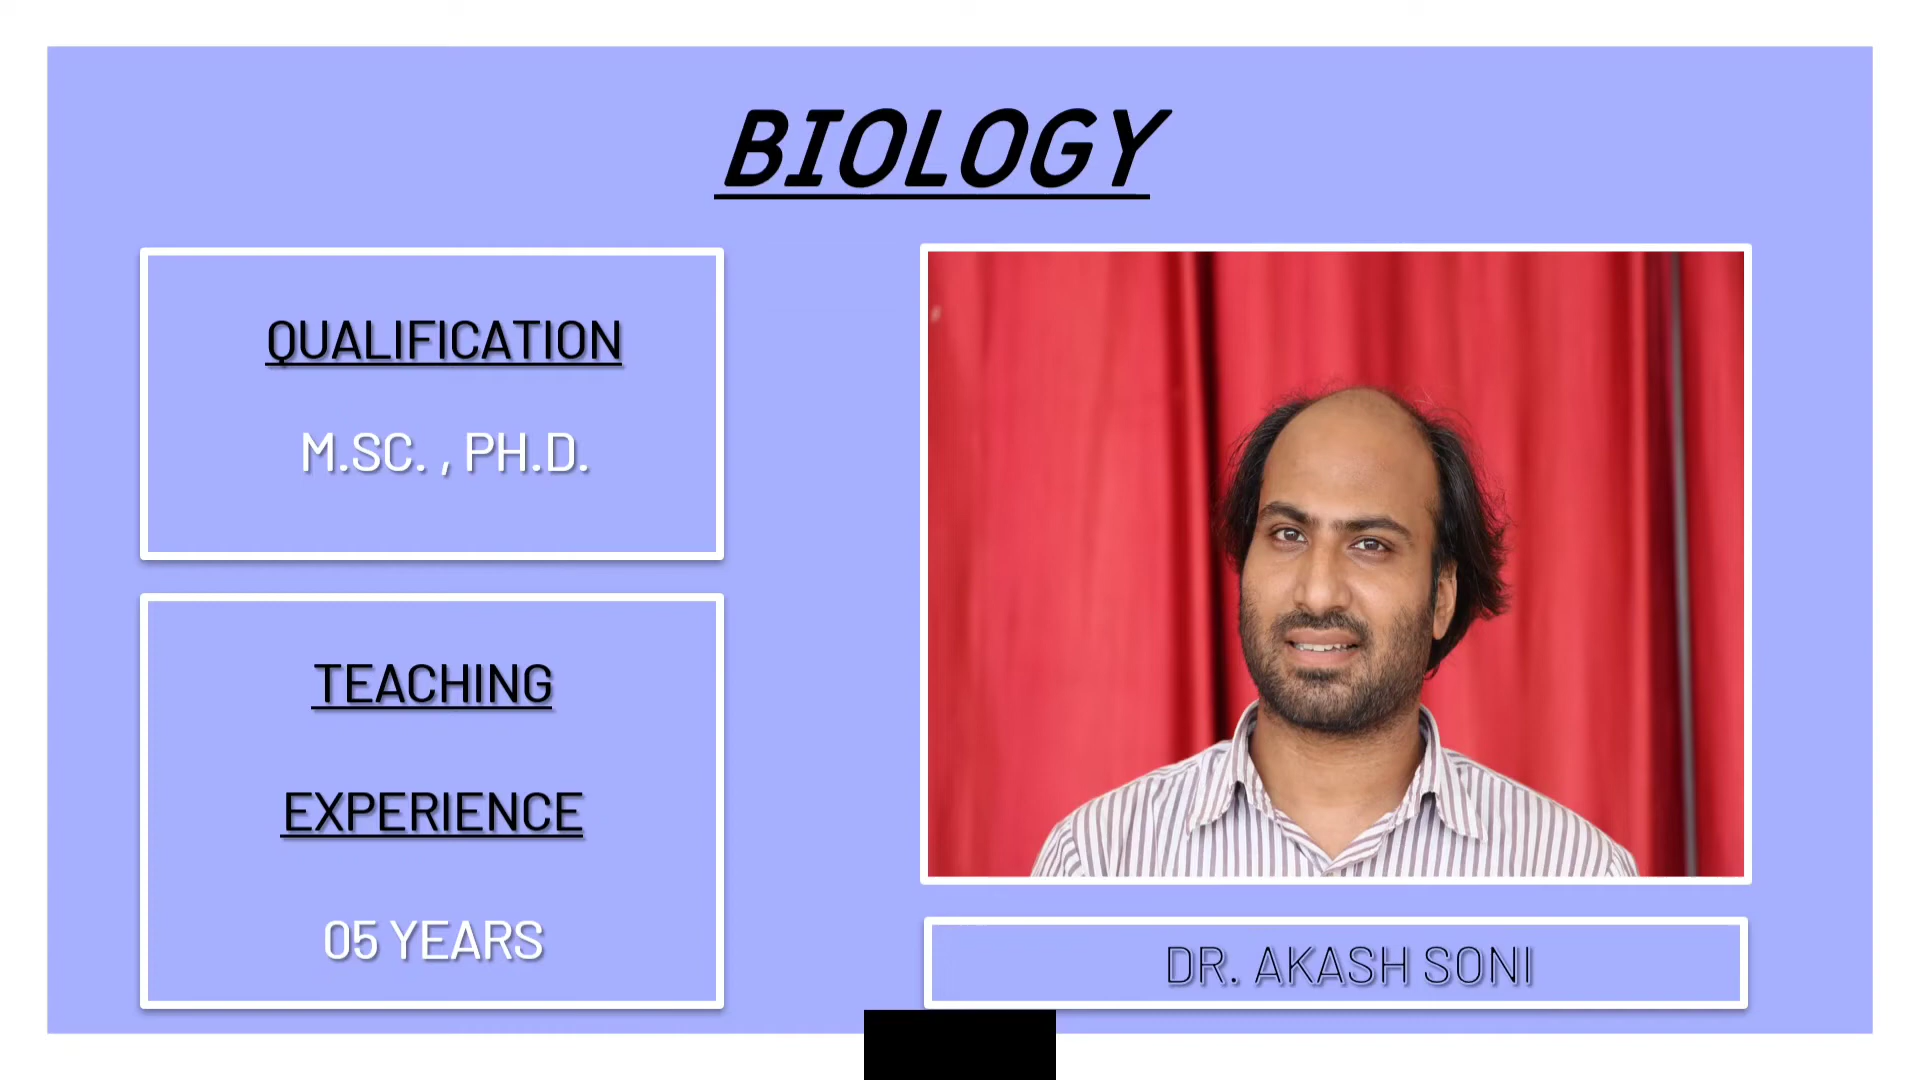 BIOLOGY
QUALIFICATION
M.SC. , PH.D.
TEACHING
EXPERIENCE
05 YEARS
DR. AKASH SONI